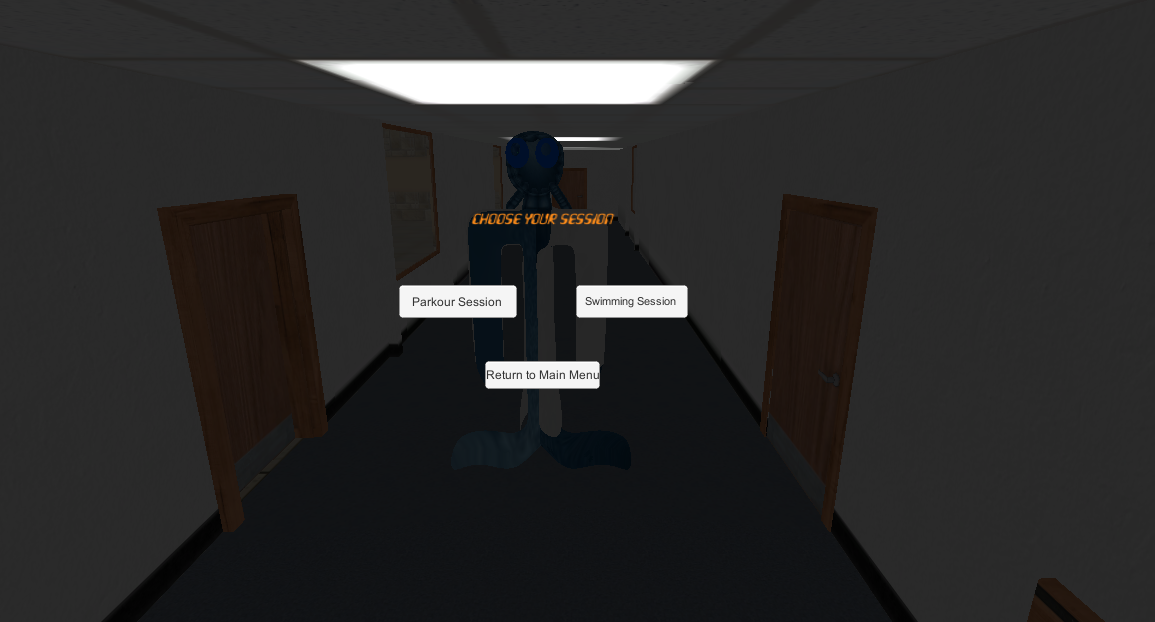 CHOOSE YOUR SESSION
Parkour Session
Swimming Session
Return to Main Menu